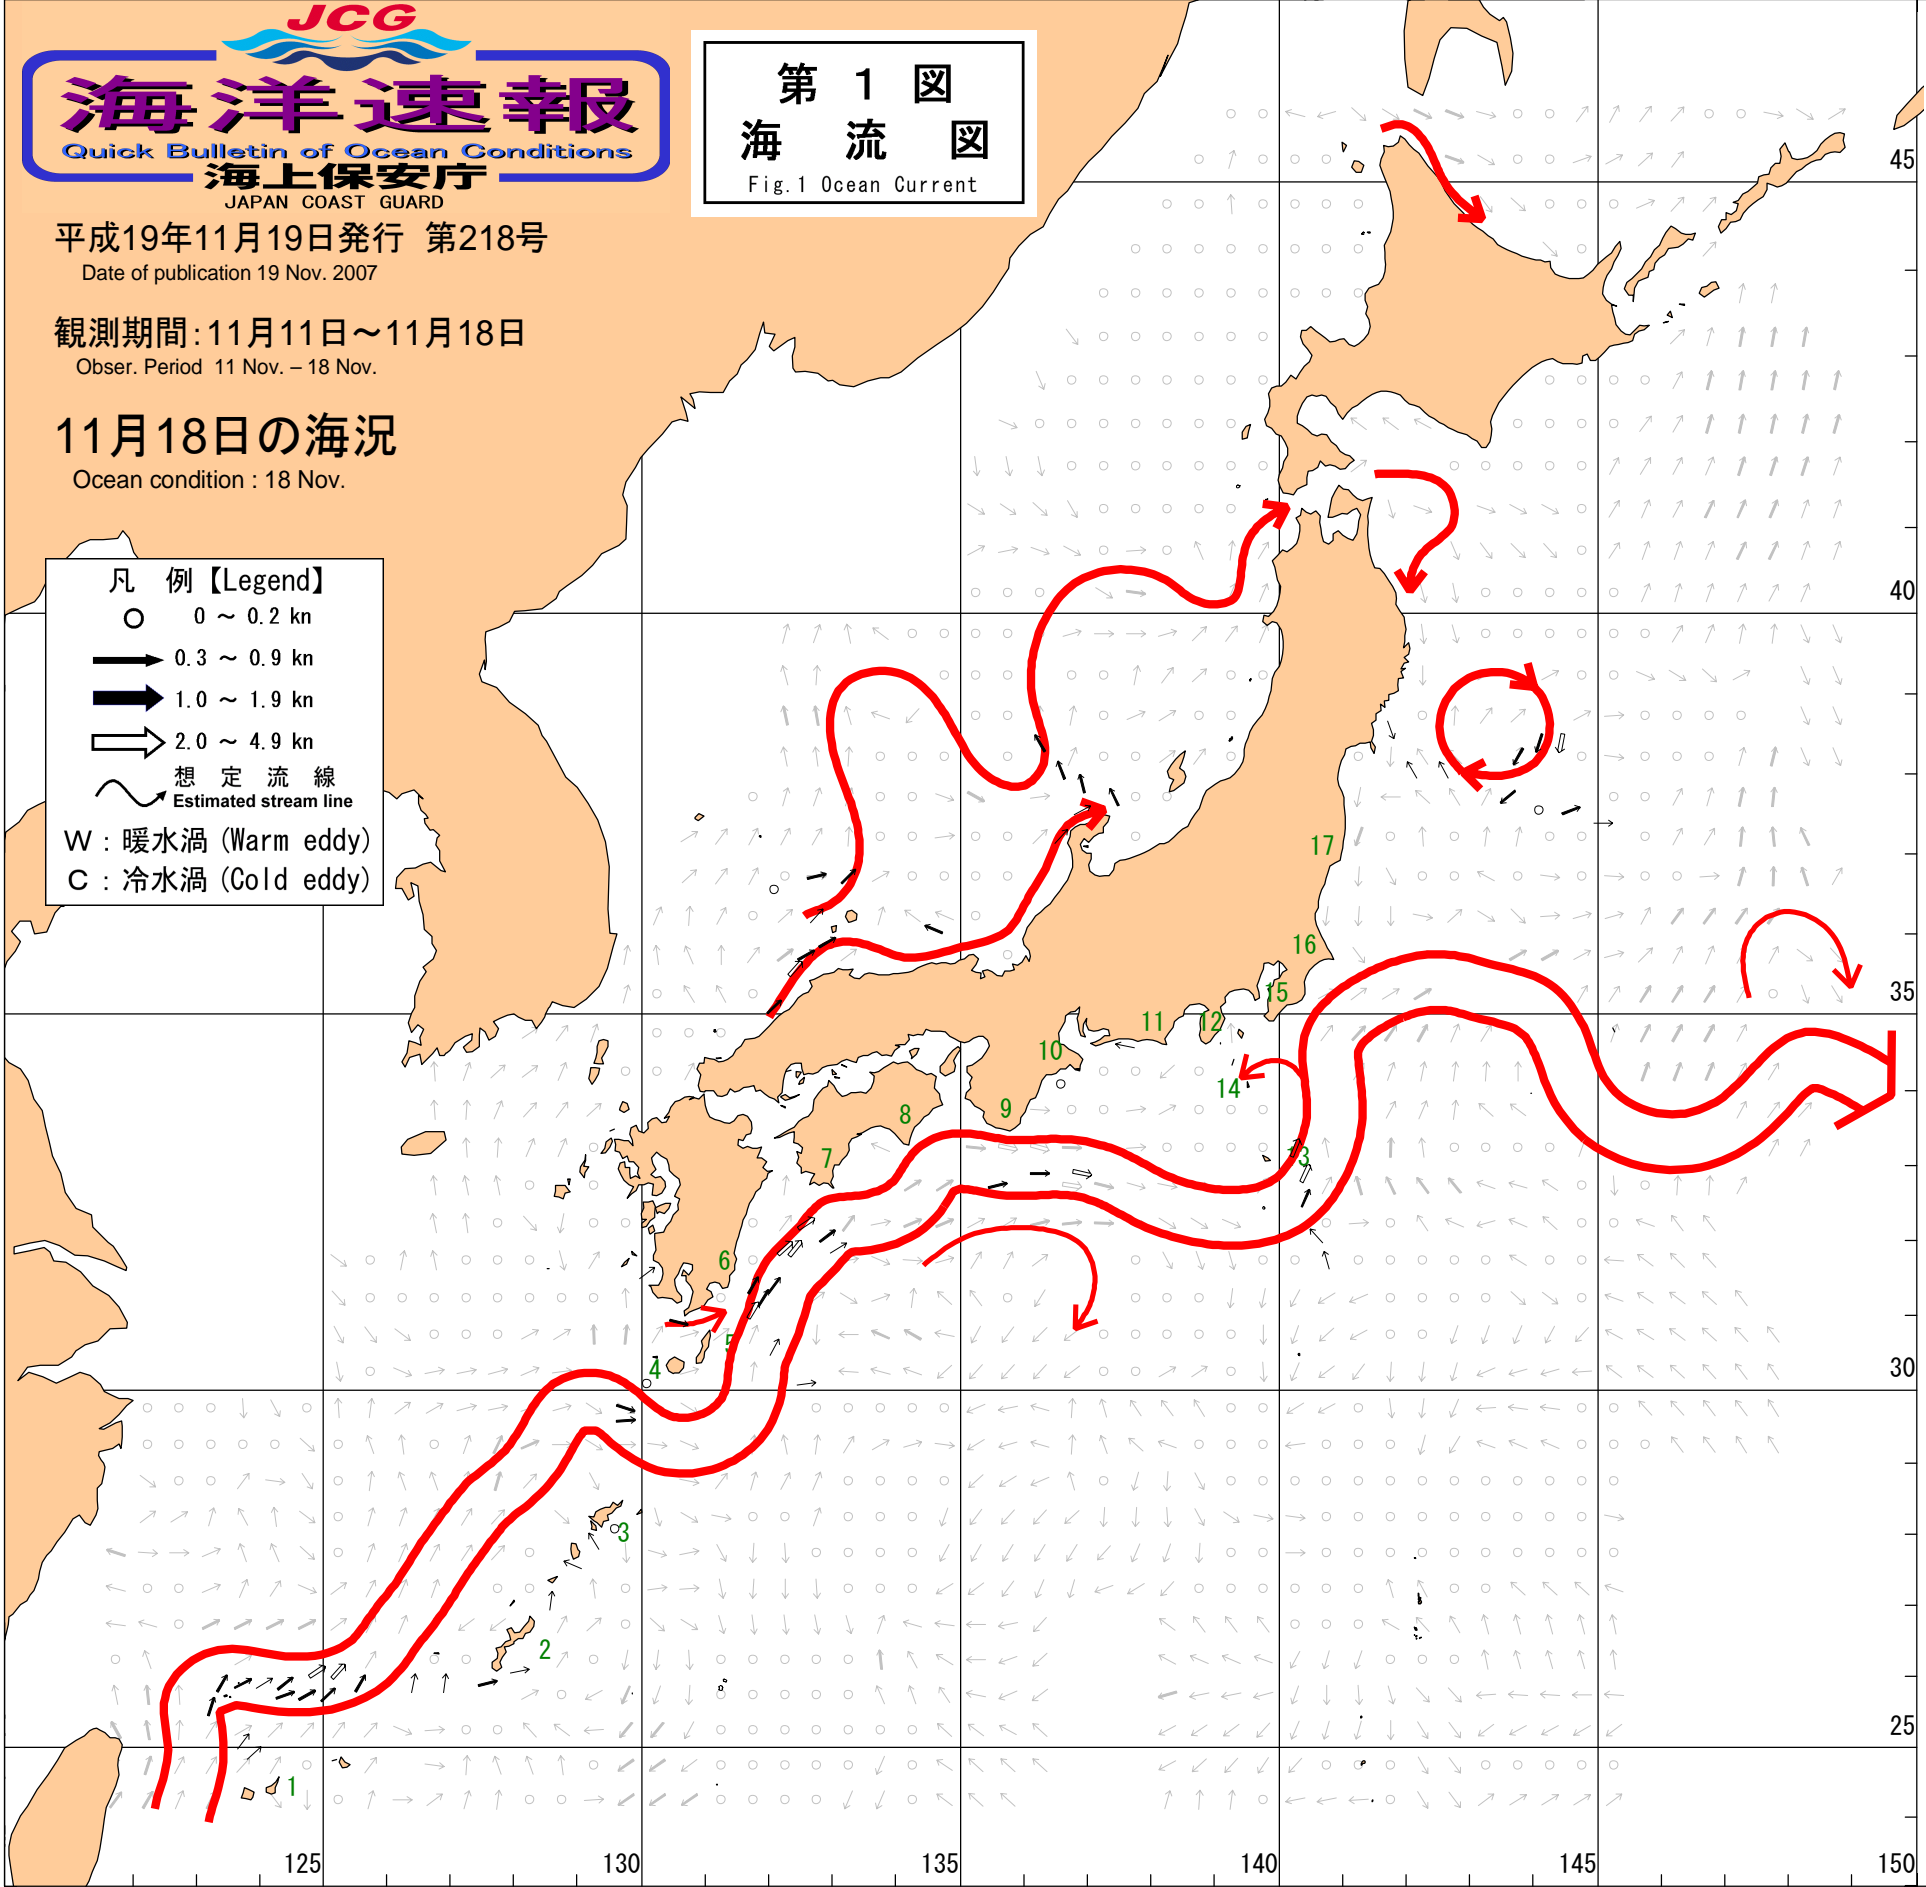 JCG
海洋速報
Quick Bulletin of Ocean Conditions
海上保安庁
JAPAN COAST GUARD
平成19年11月19日発行 第218号
Date of publication 19 Nov. 2007
観測期間:11月11日~11月18日
Obser. Period 11 Nov. – 18 Nov.
11月18日の海況
Ocean condition : 18 Nov.
第 1 図
海 流 図
Fig.1 Ocean Current
凡 例【Legend】
0 ~ 0.2 kn
0.3 ~ 0.9 kn
1.0 ~ 1.9 kn
2.0 ~ 4.9 kn
想 定 流 線
Estimated stream line
W : 暖水渦 (Warm eddy)
C : 冷水渦 (Cold eddy)
45
40
35
30
25
17
16
15
11
12
10
14
9
8
7
13
6
5
4
3
2
1
125
130
135
140
145
150